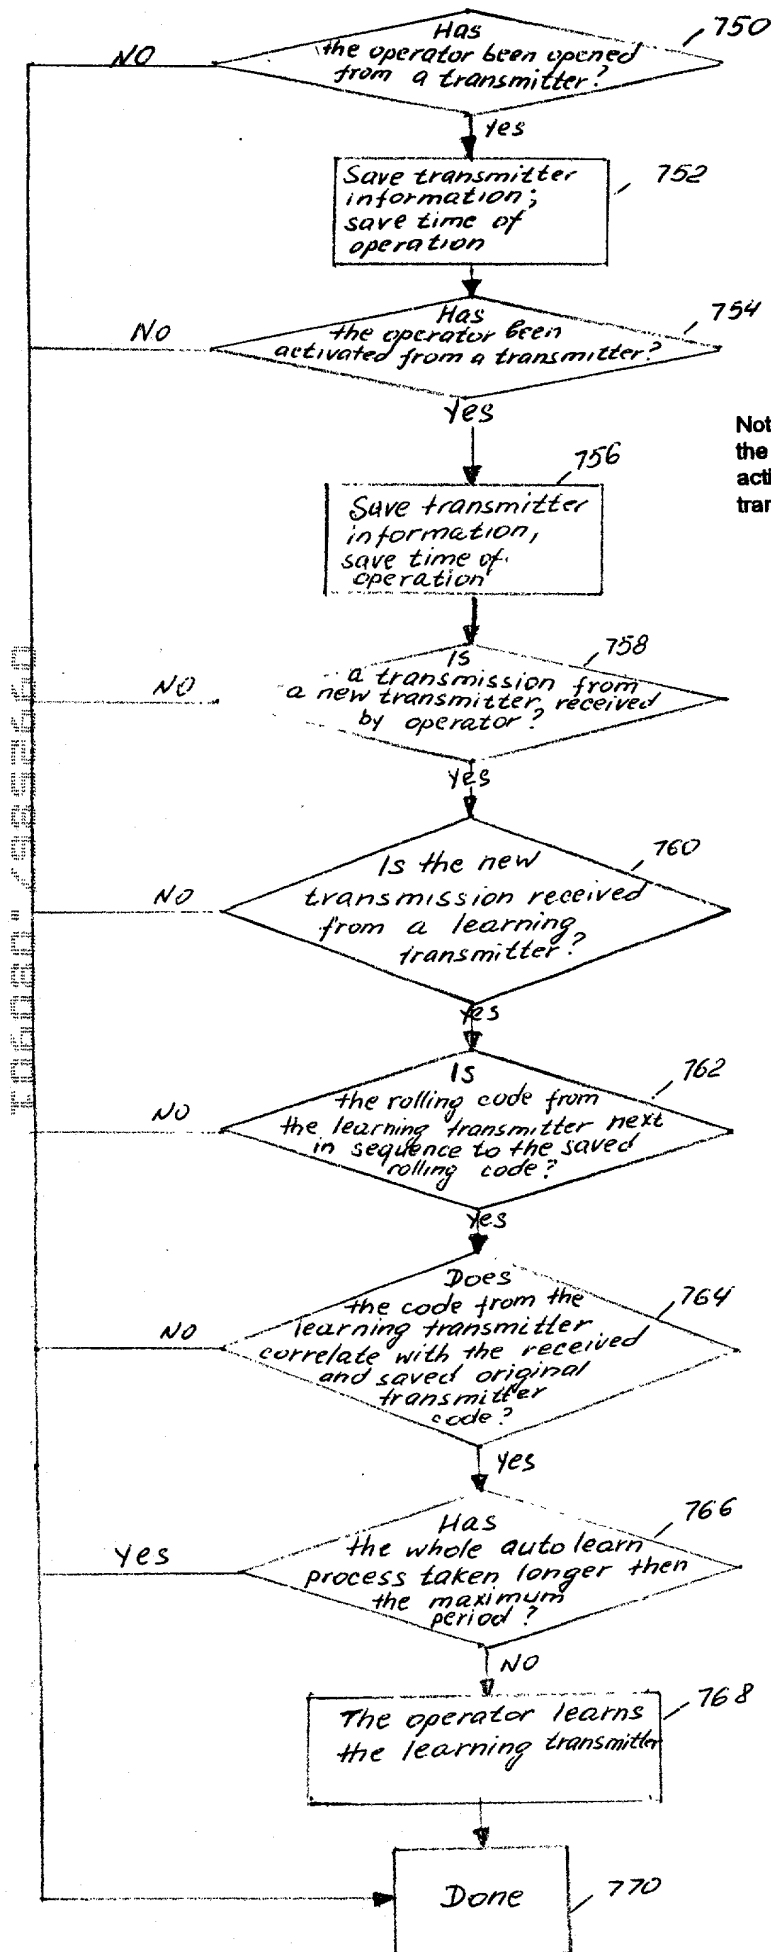 Has
the operator been opened
from a transmitter?
750
NO
Yes
Save transmitter
information;
save time of
operation
752
Has
the operator been
activated from a transmitter?
754
NO
Yes
Not
the
acti
tran
Save transmitter
information,
save time of
operation
756
Is
a transmission from
a new transmitter received
by operator?
758
NO
Yes
Is the new
transmission received
from a learning
transmitter?
760
NO
Yes
Is
the rolling code from
the learning transmitter next
in sequence to the saved
rolling code?
762
NO
Yes
Does
the code from the
learning transmitter
correlate with the received
and saved original
transmitter
code?
764
NO
Yes
Has
the whole autolearn
process taken longer then
the maximum
period?
766
Yes
NO
The operator learns
the learning transmitter
768
Done
770